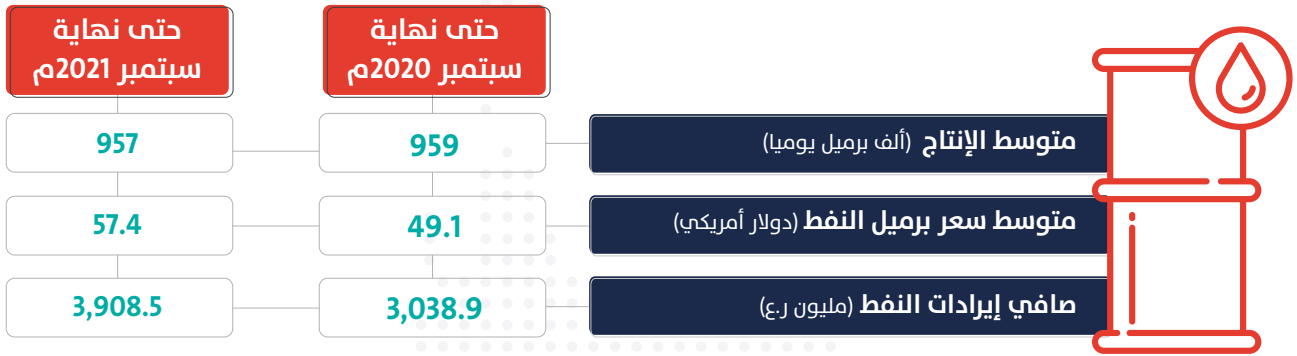 حتى نهاية
سبتمبر 2020م
حتى نهاية
سبتمبر 2021م
متوسط الإنتاج (ألف برميل يوميا)
959
957
متوسط سعر برميل النفط (دولار أمريكي)
49.1
57.4
صافي إيرادات النفط (مليون ر.ع)
3,038.9
3,908.5